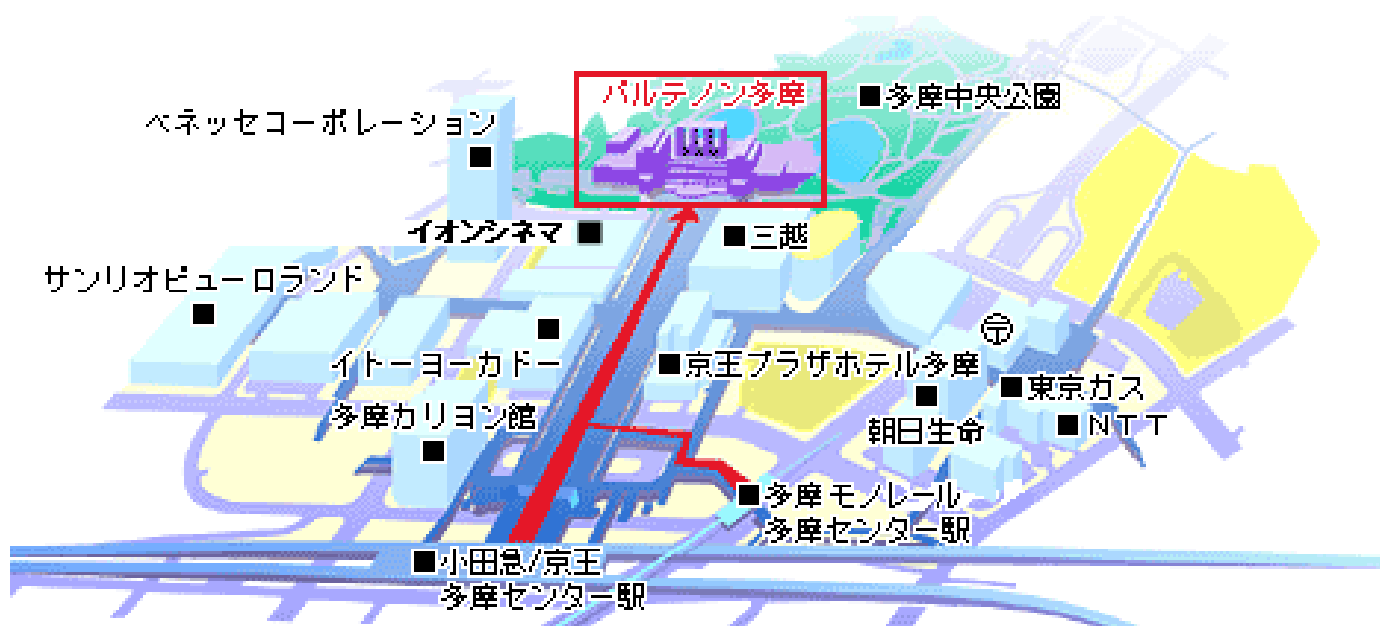 パルテノン多摩
■多摩中央公園
ベネッセコーポレーション
イオンシネマ
三越
サンリオピューロランド
〒
イトーヨーカドー
京王プラザホテル多摩
東京ガス
多摩カリヨン館
朝日生命
NTT
多摩モノレール
多摩センター駅
小田急/京王
多摩センター駅